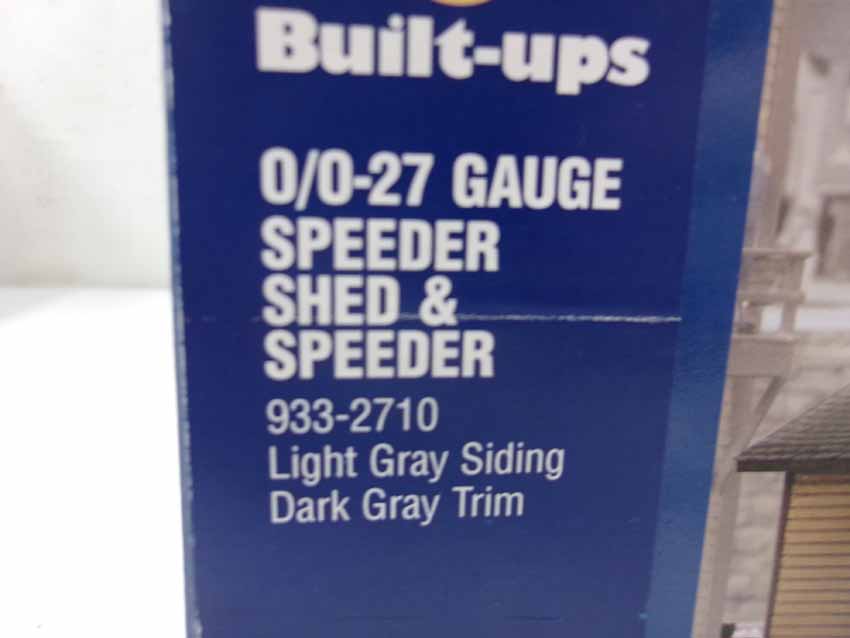 Built-ups
O/O-27 GAUGE
SPEEDER
SHED &
SPEEDER
933-2710
Light Gray Siding
Dark Gray Trim